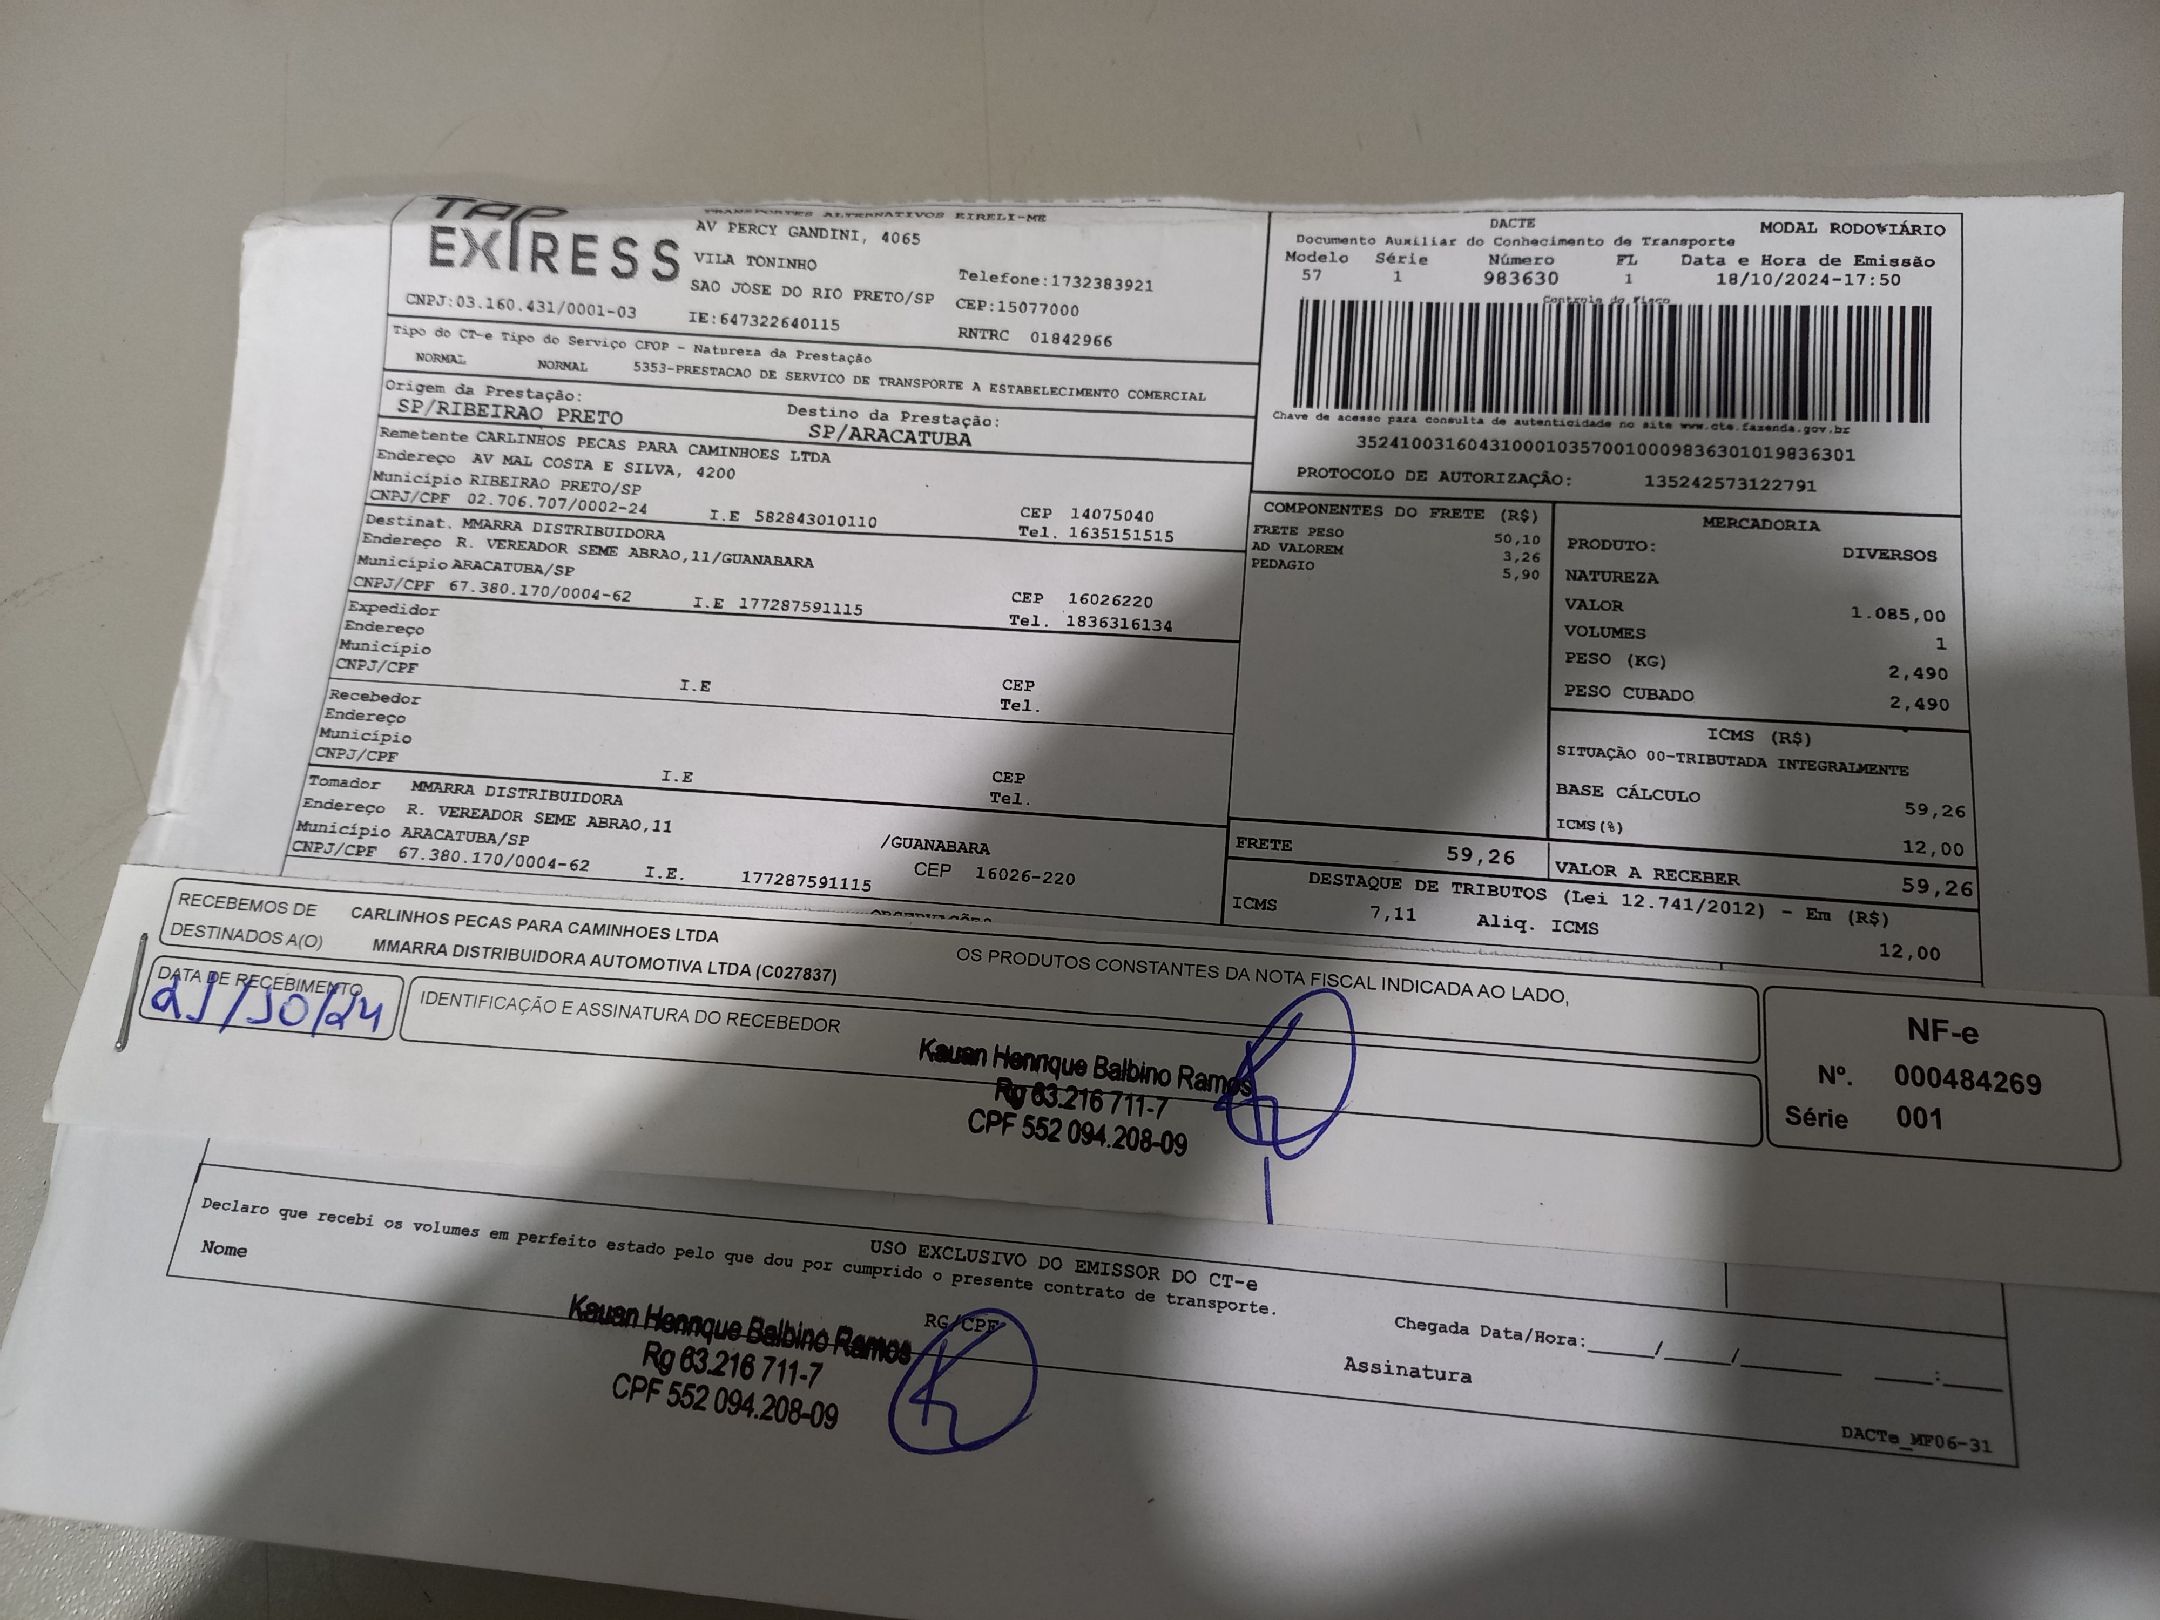 TAP
EXPRESS
TRANSPORTES ALTERNATIVOS EIRELI-ME
AV PERCY GANDINI, 4065
VILA TONINHO
SAO JOSE DO RIO PRETO/SP
Telefone:1732383921
CEP:15077000
CNPJ:03.160.431/0001-03
IE:647322640115
RNTRC 01842966
Tipo do CT-e Tipo do Serviço CFOP - Natureza da Prestação
NORMAL NORMAL 5353-PRESTACAO DE SERVICO DE TRANSPORTE A ESTABELECIMENTO COMERCIAL
Origem da Prestação: Destino da Prestação:
SP/RIBEIRAO PRETO SP/ARACATUBA
Remetente CARLINHOS PECAS PARA CAMINHOES LTDA
Endereço AV MAL COSTA E SILVA, 4200
Município RIBEIRAO PRETO/SP CEP 14075040
CNPJ/CPF 02.706.707/0002-24 I.E 582843010110 Tel. 1635151515
Destinat. MMARRA DISTRIBUIDORA
Endereço R. VEREADOR SEME ABRAO,11/GUANABARA
Município ARACATUBA/SP CEP 16026220
CNPJ/CPF 67.380.170/0004-62 I.E 177287591115 Tel. 1836316134
Expedidor
Endereço
Município CEP
CNPJ/CPF I.E Tel.
Recebedor
Endereço
Município CEP
CNPJ/CPF I.E Tel.
Tomador MMARRA DISTRIBUIDORA
Endereço R. VEREADOR SEME ABRAO,11 /GUANABARA
Município ARACATUBA/SP CEP 16026-220
CNPJ/CPF 67.380.170/0004-62 I.E. 177287591115
DACTE MODAL RODOVIÁRIO
Documento Auxiliar do Conhecimento de Transporte
Modelo Série Número FL Data e Hora de Emissão
57 1 983630 1 18/10/2024-17:50
Controle do Fisco
Chave de acesso para consulta de autenticidade no site www.cte.fazenda.gov.br
35241003160431000103570010009836301019836301
PROTOCOLO DE AUTORIZAÇÃO: 135242573122791
COMPONENTES DO FRETE (R$)
FRETE PESO 50,10
AD VALOREM 3,26
PEDAGIO 5,90
MERCADORIA
PRODUTO: DIVERSOS
NATUREZA
VALOR 1.085,00
VOLUMES 1
PESO (KG) 2,490
PESO CUBADO 2,490
ICMS (R$)
SITUAÇÃO 00-TRIBUTADA INTEGRALMENTE
BASE CÁLCULO 59,26
ICMS(%) 12,00
FRETE 59,26 VALOR A RECEBER 59,26
DESTAQUE DE TRIBUTOS (Lei 12.741/2012) - Em (R$)
ICMS 7,11 Aliq. ICMS 12,00
OBSERVAÇÕES
RECEBEMOS DE CARLINHOS PECAS PARA CAMINHOES LTDA OS PRODUTOS CONSTANTES DA NOTA FISCAL INDICADA AO LADO,
DESTINADOS A(O) MMARRA DISTRIBUIDORA AUTOMOTIVA LTDA (C027837)
DATA DE RECEBIMENTO
21/10/24
IDENTIFICAÇÃO E ASSINATURA DO RECEBEDOR
Kauan Henrique Balbino Ramos
Rg 63.216 711-7
CPF 552 094.208-09
NF-e
Nº. 000484269
Série 001
USO EXCLUSIVO DO EMISSOR DO CT-e
Declaro que recebi os volumes em perfeito estado pelo que dou por cumprido o presente contrato de transporte.
Nome RG/CPF Chegada Data/Hora:_____/_____/________ ____:____
Assinatura
Kauan Henrique Balbino Ramos
Rg 63.216 711-7
CPF 552 094.208-09
DACTe_MF06-31